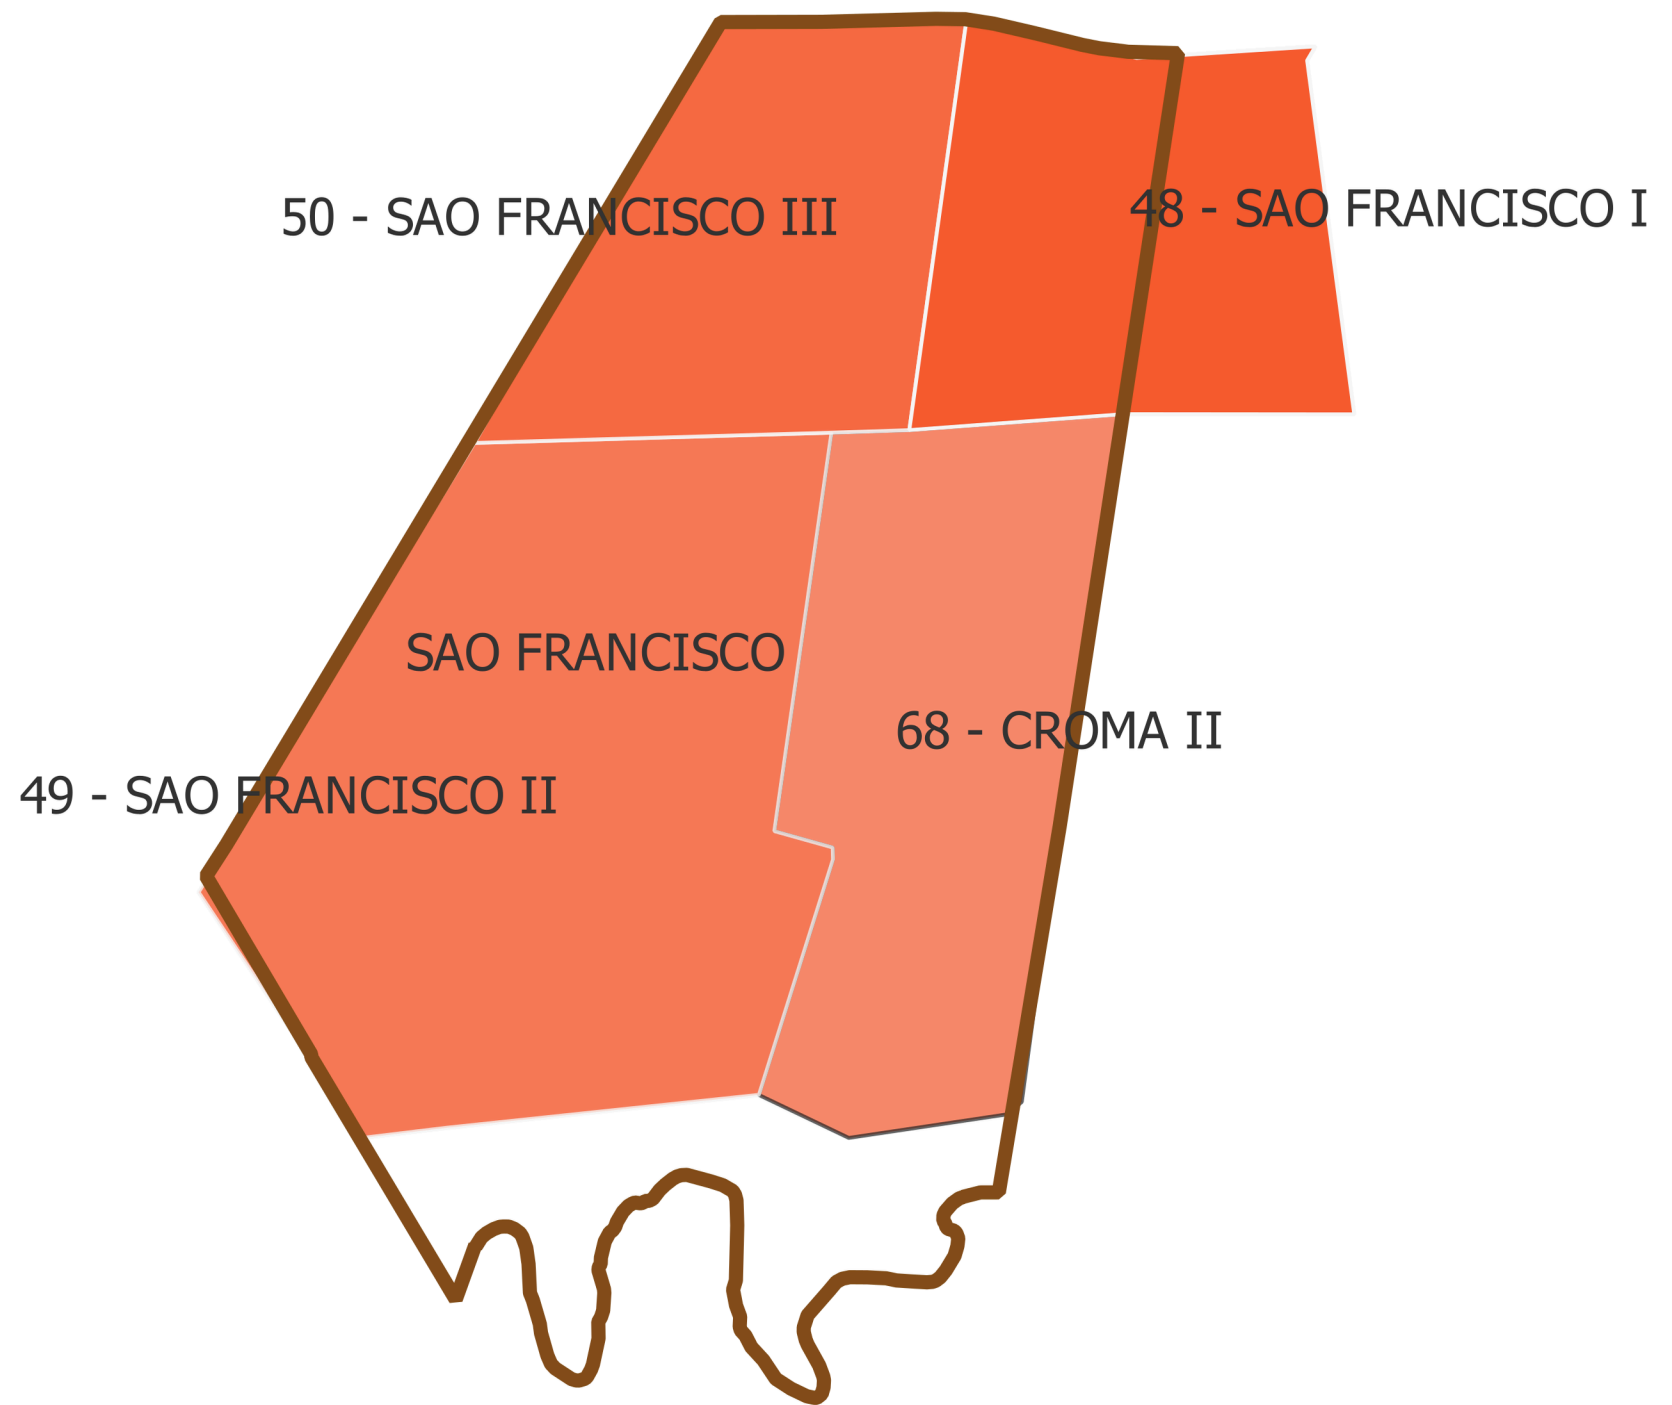 50 - SAO FRANCISCO III
48 - SAO FRANCISCO I
SAO FRANCISCO
68 - CROMA II
49 - SAO FRANCISCO II